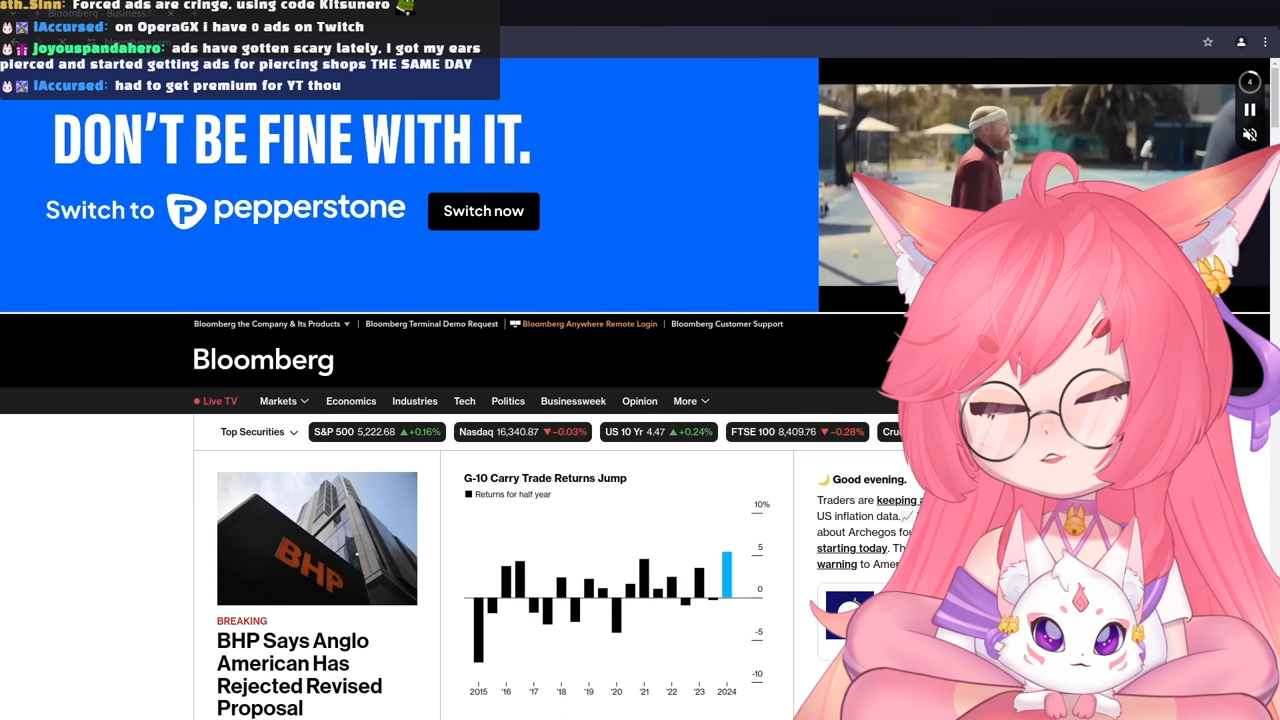 sth_Sinn: Forced ads are cringe, using code Kitsunero
iAccursed: on OperaGX i have 0 ads on Twitch
joyouspandahero: ads have gotten scary lately, I got my ears
pierced and started getting ads for piercing shops THE SAME DAY
iAccursed: had to get premium for YT thou
4
DON'T BE FINE WITH IT.
Switch to pepperstone
Switch now
Bloomberg the Company & Its Products
Bloomberg Terminal Demo Request
Bloomberg Anywhere Remote Login
Bloomberg Customer Support
Bloomberg
Live TV Markets Economics Industries Tech Politics Businessweek Opinion More
Top Securities S&P 500 5,222.68 ▲+0.16% Nasdaq 16,340.87 ▼−0.03% US 10 Yr 4.47 ▲+0.24% FTSE 100 8,409.76 ▼−0.28%
BHP
BREAKING
BHP Says Anglo
American Has
Rejected Revised
Proposal
G-10 Carry Trade Returns Jump
Returns for half year
10%
5
0
-5
-10
2015 '16 '17 '18 '19 '20 '21 '22 '23 2024
Good evening.
Traders are keeping
US inflation data.
about Archegos
starting today.
warning to